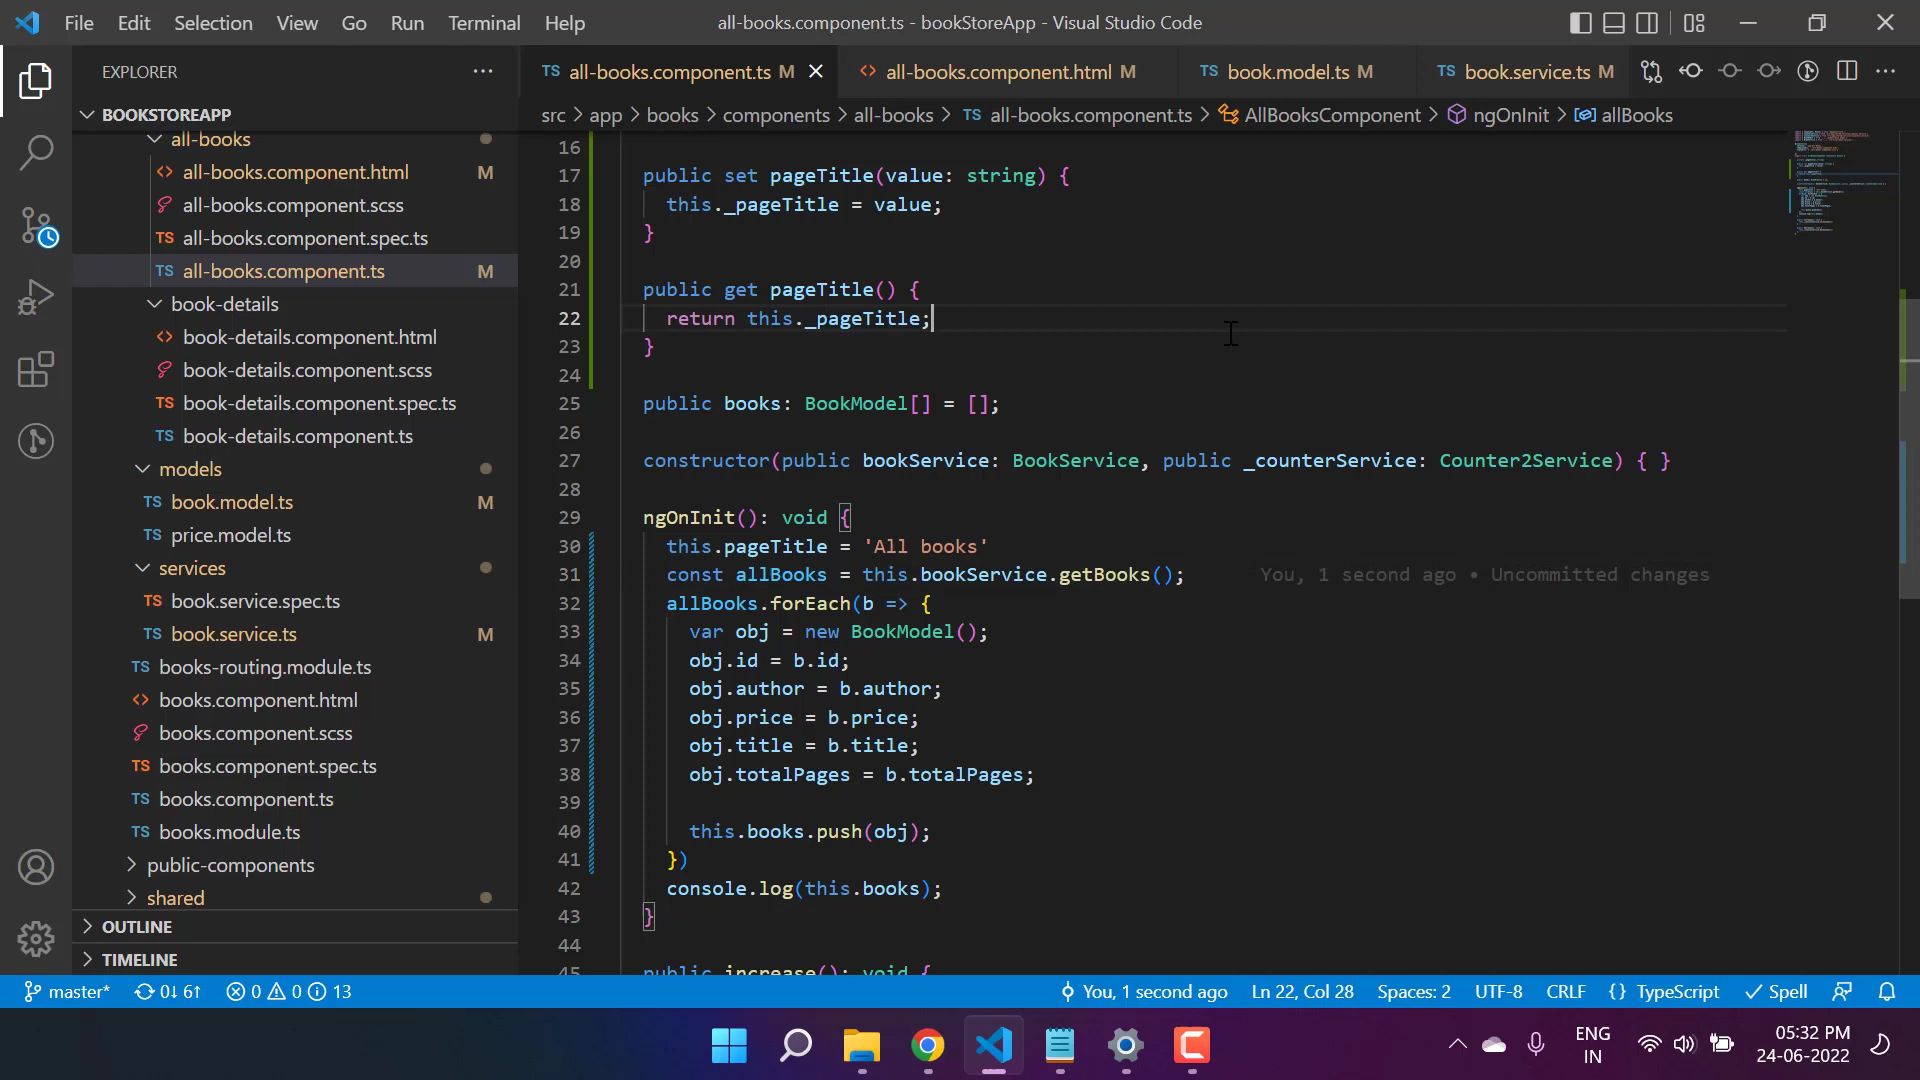 File Edit Selection View Go Run Terminal Help
all-books.component.ts - bookStoreApp - Visual Studio Code
EXPLORER
TS all-books.component.ts M
<> all-books.component.html M
TS book.model.ts M
TS book.service.ts M
BOOKSTOREAPP
src > app > books > components > all-books > TS all-books.component.ts > AllBooksComponent > ngOnInit > allBooks
all-books
<> all-books.component.html M
all-books.component.scss
TS all-books.component.spec.ts
TS all-books.component.ts M
book-details
<> book-details.component.html
book-details.component.scss
TS book-details.component.spec.ts
TS book-details.component.ts
models
TS book.model.ts M
TS price.model.ts
services
TS book.service.spec.ts
TS book.service.ts M
TS books-routing.module.ts
<> books.component.html
books.component.scss
TS books.component.spec.ts
TS books.component.ts
TS books.module.ts
public-components
shared
OUTLINE
TIMELINE
16
17 public set pageTitle(value: string) {
18 this._pageTitle = value;
19 }
20
21 public get pageTitle() {
22 return this._pageTitle;
23 }
24
25 public books: BookModel[] = [];
26
27 constructor(public bookService: BookService, public _counterService: Counter2Service) { }
28
29 ngOnInit(): void {
30 this.pageTitle = 'All books'
31 const allBooks = this.bookService.getBooks(); You, 1 second ago • Uncommitted changes
32 allBooks.forEach(b => {
33 var obj = new BookModel();
34 obj.id = b.id;
35 obj.author = b.author;
36 obj.price = b.price;
37 obj.title = b.title;
38 obj.totalPages = b.totalPages;
39
40 this.books.push(obj);
41 })
42 console.log(this.books);
43 }
44
45 public increase(): void {
master* 0↓ 6↑ 0 0 13
You, 1 second ago Ln 22, Col 28 Spaces: 2 UTF-8 CRLF {} TypeScript Spell
ENG
IN
05:32 PM
24-06-2022